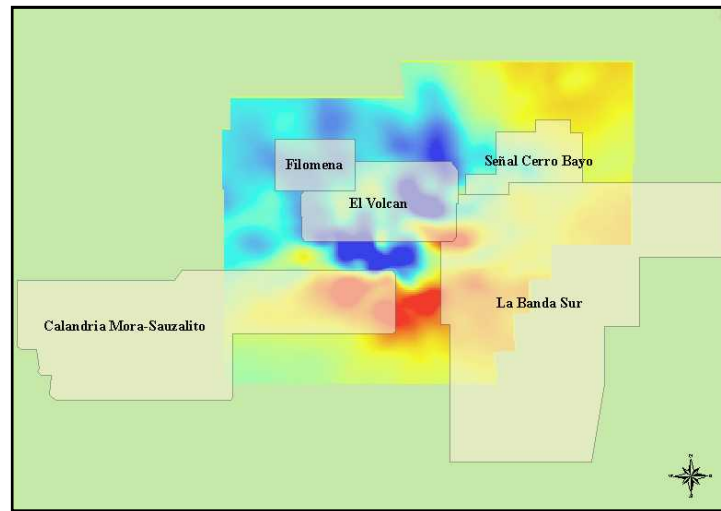 Filomena
Señal Cerro Bayo
El Volcan
La Banda Sur
Calandria Mora-Sauzalito